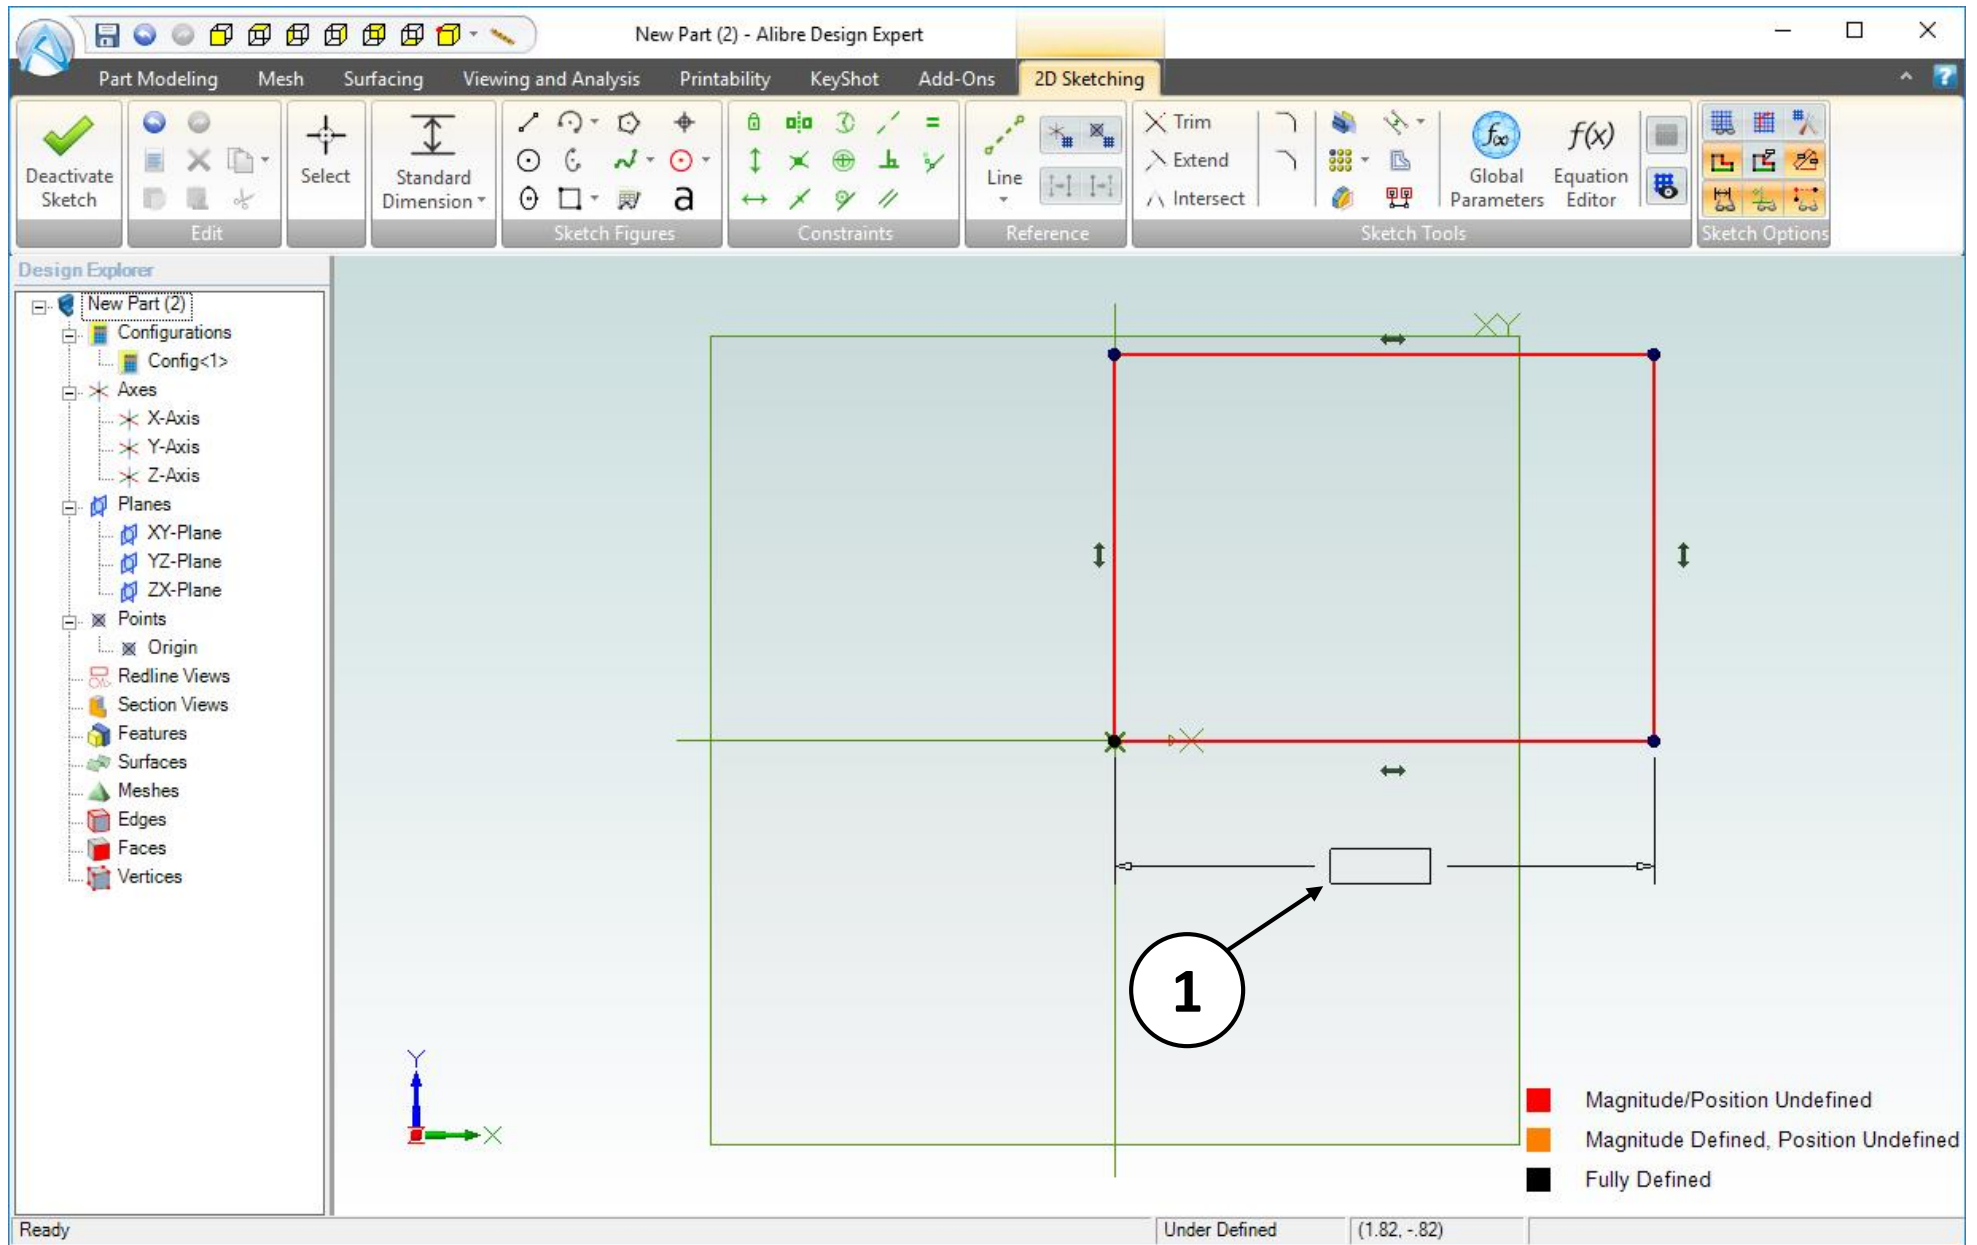 New Part (2) - Alibre Design Expert
Part Modeling Mesh Surfacing Viewing and Analysis Printability KeyShot Add-Ons 2D Sketching
Deactivate
Sketch
Edit
Select
Standard
Dimension
a
Sketch Figures
Constraints
Line
Reference
Trim
Extend
Intersect
Sketch Tools
f∞
Global
Parameters
f(x)
Equation
Editor
Sketch Options
?
Design Explorer
New Part (2)
Configurations
Config<1>
Axes
X-Axis
Y-Axis
Z-Axis
Planes
XY-Plane
YZ-Plane
ZX-Plane
Points
Origin
Redline Views
Section Views
Features
Surfaces
Meshes
Edges
Faces
Vertices
XY
X
1
Y
X
Magnitude/Position Undefined
Magnitude Defined, Position Undefined
Fully Defined
Ready
Under Defined
(1.82, -.82)